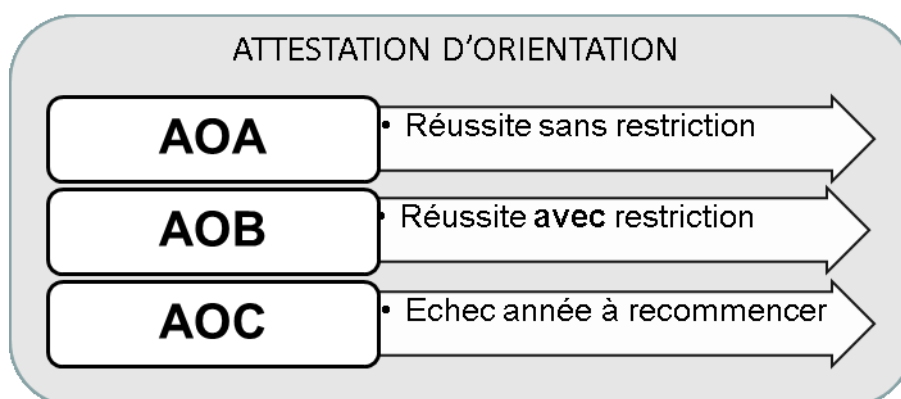 ATTESTATION D'ORIENTATION
AOA
• Réussite sans restriction
AOB
• Réussite avec restriction
AOC
• Echec année à recommencer